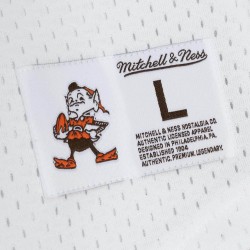 Mitchell & Ness
L
MITCHELL & NESS NOSTALGIA CO.
AUTHENTIC LICENSED APPAREL
DESIGNED IN PHILADELPHIA, PA.
ESTABLISHED 1904
AUTHENTIC. PREMIUM. LEGENDARY.